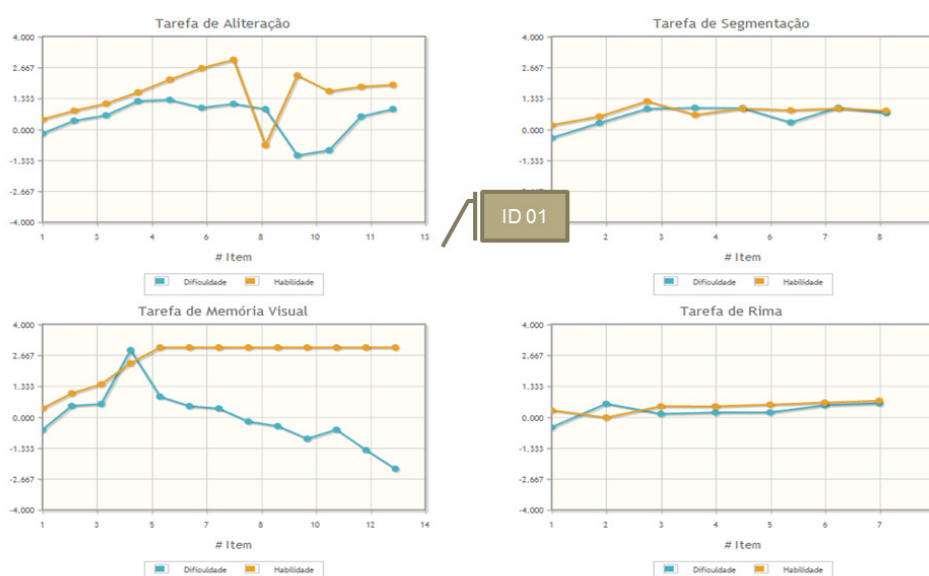 Tarefa de Aliteração
4.000
2.667
1.333
0.000
-1.333
-2.667
-4.000
1 3 4 6 8 10 11 13
# Item
Dificuldade Habilidade
Tarefa de Segmentação
4.000
2.667
1.333
0.000
-1.333
-4.000
2 3 4 5 6 7 8
# Item
Dificuldade Habilidade
ID 01
Tarefa de Memória Visual
4.000
2.667
1.333
0.000
-1.333
-2.667
-4.000
1 3 5 7 8 10 12 14
# Item
Dificuldade Habilidade
Tarefa de Rima
4.000
2.667
1.333
0.000
-1.333
-2.667
-4.000
1 2 3 4 5 6 7
# Item
Dificuldade Habilidade